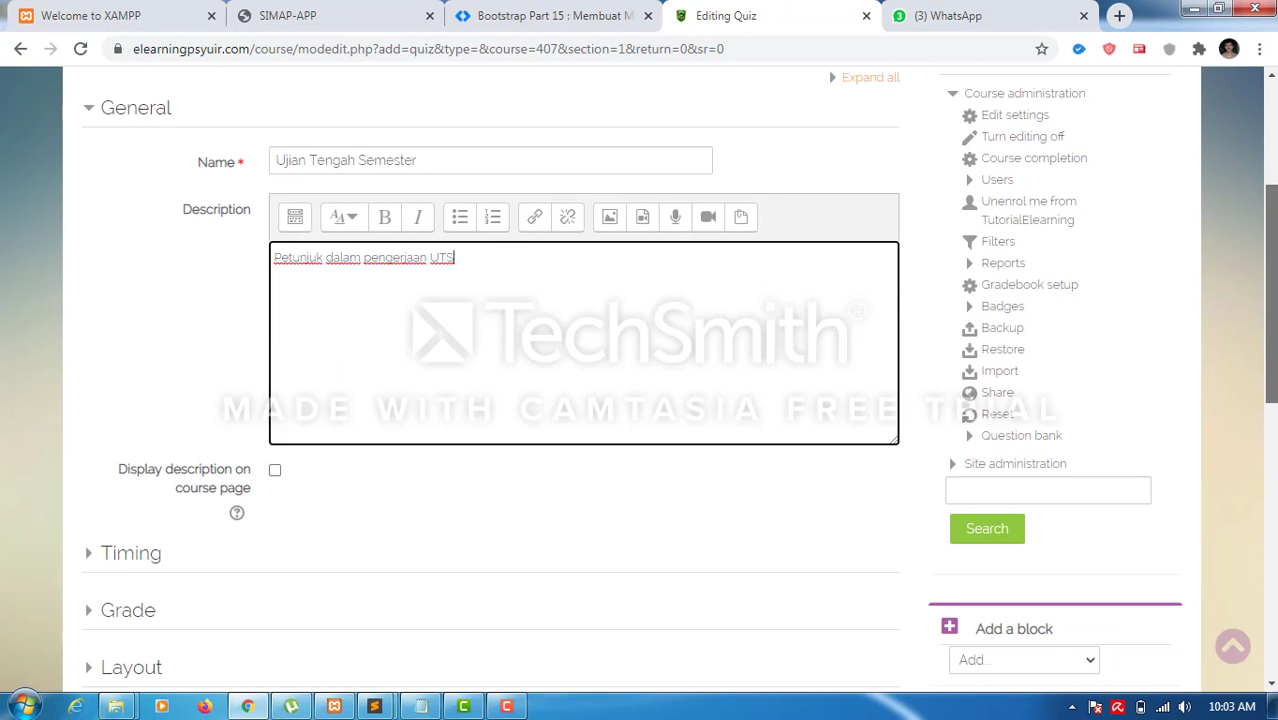 Welcome to XAMPP
SIMAP-APP
Bootstrap Part 15 : Membuat M
Editing Quiz
(3) WhatsApp
elearningpsyuir.com/course/modedit.php?add=quiz&type=&course=407&section=1&return=0&sr=0
Expand all
General
Name *
Ujian Tengah Semester
Description
Petunjuk dalam pengerjaan UTS
TechSmith®
MADE WITH CAMTASIA FREE TRIAL
Display description on
course page
Timing
Grade
Layout
Course administration
Edit settings
Turn editing off
Course completion
Users
Unenrol me from
TutorialElearning
Filters
Reports
Gradebook setup
Badges
Backup
Restore
Import
Share
Reset
Question bank
Site administration
Search
Add a block
Add...
10:03 AM